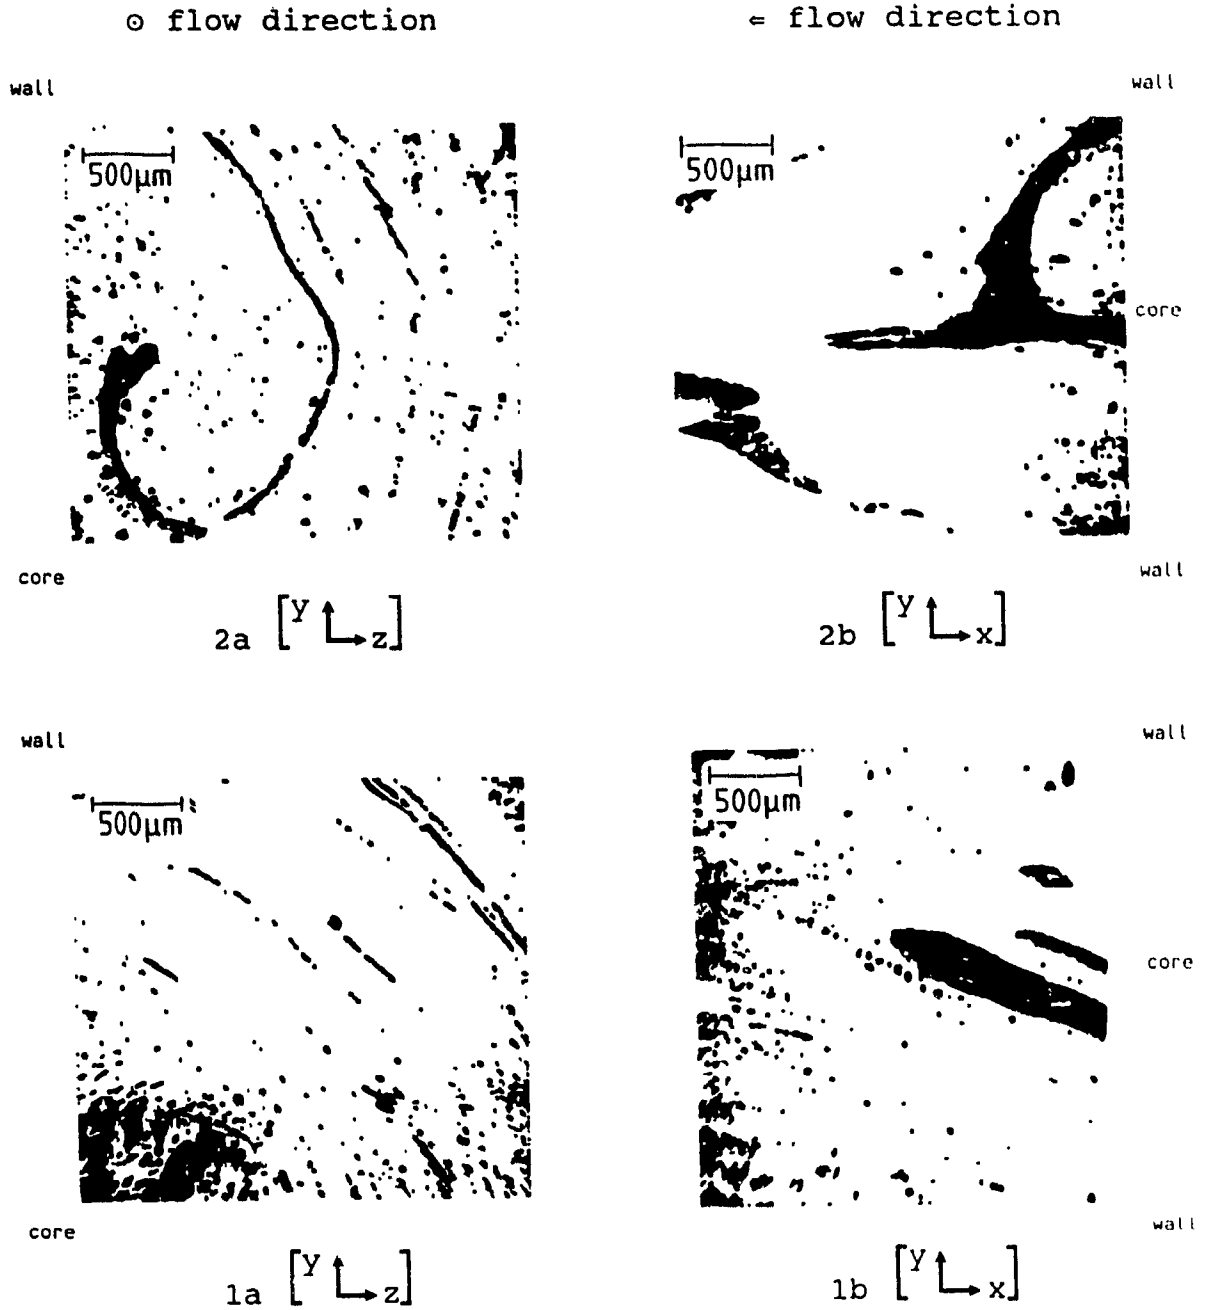 ⊙ flow direction
⇐ flow direction
wall
wall
500μm
500μm
core
core
wall
2a [y z]
2b [y x]
wall
wall
500μm
500μm
core
core
wall
1a [y z]
1b [y x]